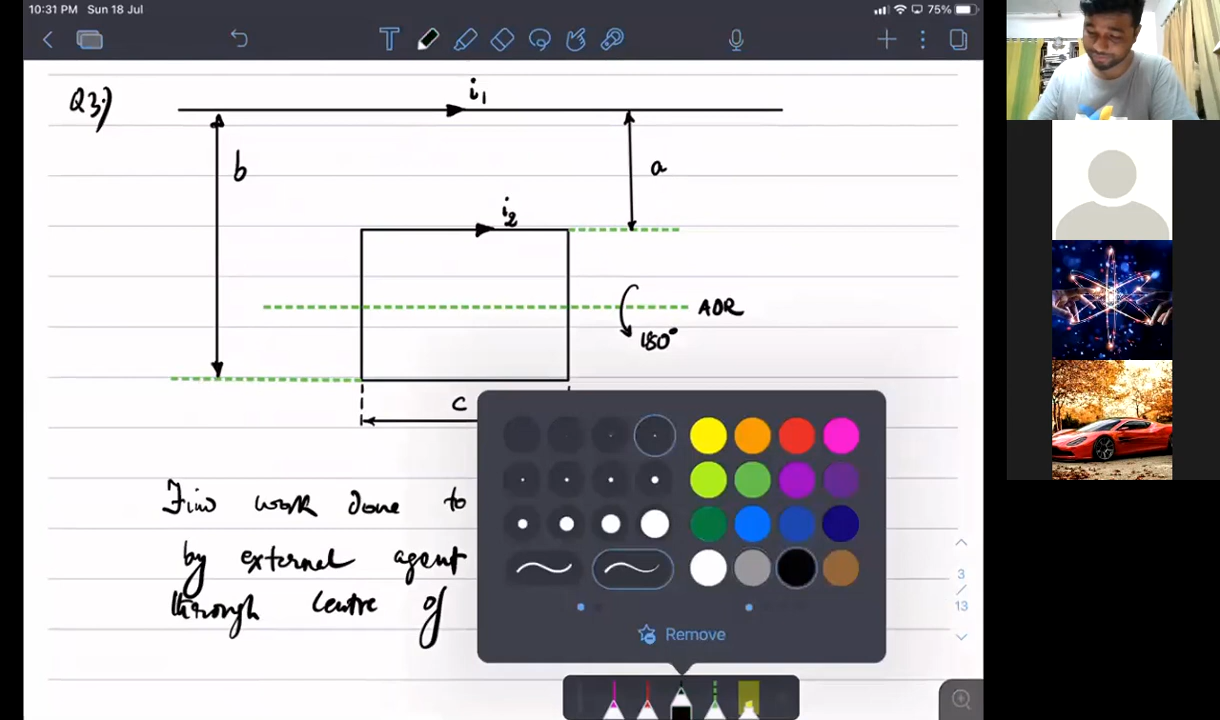 10:31 PM Sun 18 Jul
75%
T
Q3:)
i1
b
a
i2
AOR
180°
c
Find work done to
by external agent
through centre of
3
/
13
Remove